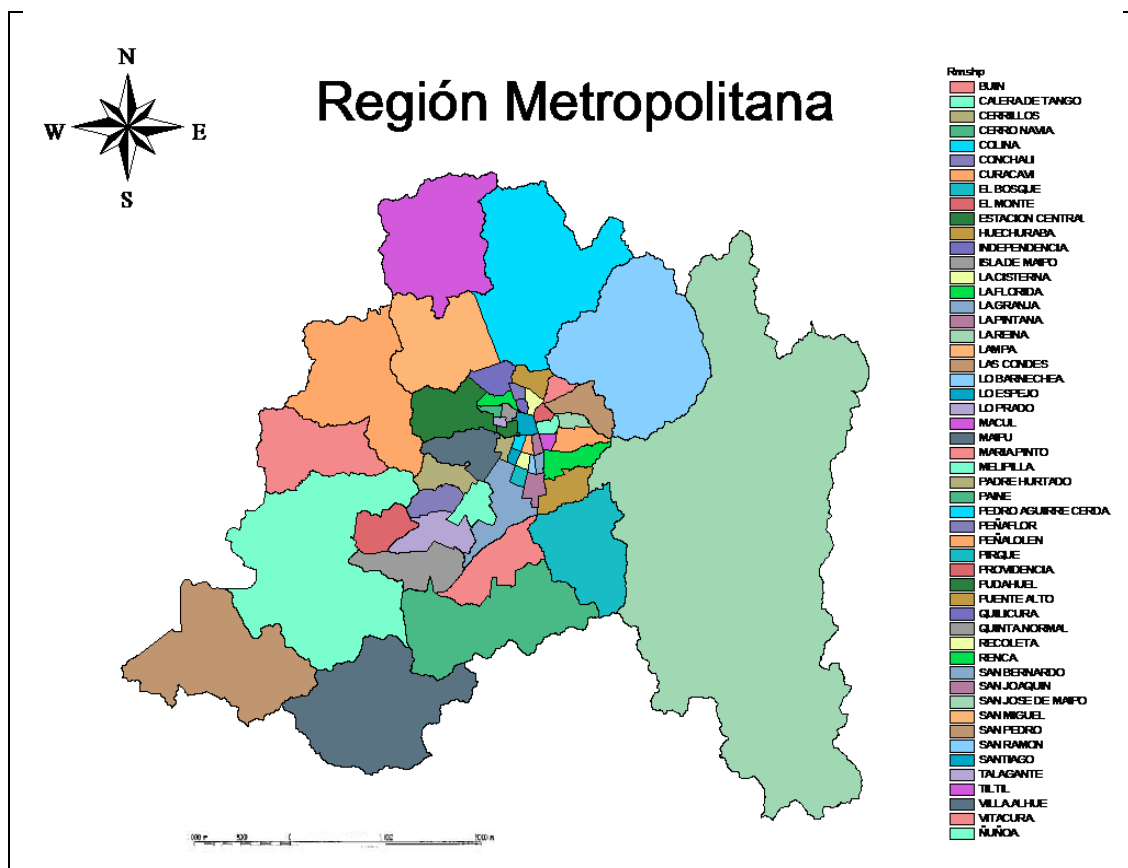 N
W E
S
Región Metropolitana
Rm.shp
BUIN
CALERA DE TANGO
CERRILLOS
CERRO NAVIA
COLINA
CONCHALI
CURACAVI
EL BOSQUE
EL MONTE
ESTACION CENTRAL
HUECHURABA
INDEPENDENCIA
ISLA DE MAIPO
LA CISTERNA
LA FLORIDA
LA GRANJA
LA PINTANA
LA REINA
LAMPA
LAS CONDES
LO BARNECHEA
LO ESPEJO
LO PRADO
MACUL
MAIPU
MARIA PINTO
MELIPILLA
PADRE HURTADO
PAINE
PEDRO AGUIRRE CERDA
PEÑAFLOR
PEÑALOLEN
PIRQUE
PROVIDENCIA
PUDAHUEL
PUENTE ALTO
QUILICURA
QUINTA NORMAL
RECOLETA
RENCA
SAN BERNARDO
SAN JOAQUIN
SAN JOSE DE MAIPO
SAN MIGUEL
SAN PEDRO
SAN RAMON
SANTIAGO
TALAGANTE
TILTIL
VILLA ALHUE
VITACURA
ÑUÑOA